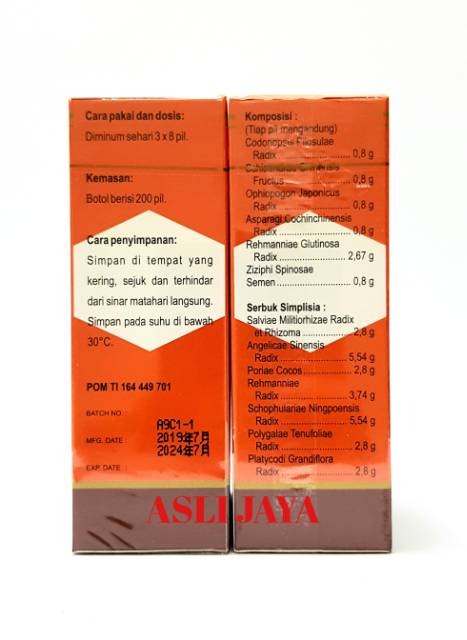 Cara pakai dan dosis:
Diminum sehari 3 x 8 pil.
Kemasan:
Botol berisi 200 pil.
Cara penyimpanan:
Simpan di tempat yang
kering, sejuk dan terhindar
dari sinar matahari langsung.
Simpan pada suhu di bawah
30°C.
POM TI 164 449 701
BATCH NO. : A9C1-1
MFG. DATE : 2019年7月
2024年7月
EXP. DATE :
Komposisi :
(Tiap pil mengandung)
Codonopsis Pilosulae
Radix 0,8 g
Fructus 0,8 g
Ophiopogon Japonicus
Radix 0,8 g
Asparagi Cochinchinensis
Radix 0,8 g
Rehmanniae Glutinosa
Radix 2,67 g
Ziziphi Spinosae
Semen 0,8 g
Serbuk Simplisia :
Salviae Militiorhizae Radix
et Rhizoma 2,8 g
Angelicae Sinensis
Radix 5,54 g
Poriae Cocos 2,8 g
Rehmanniae
Radix 3,74 g
Schophulariae Ningpoensis
Radix 5,54 g
Polygalae Tenufoliae
Radix 2,8 g
Platycodi Grandiflora
Radix 2,8 g
ASLI JAYA